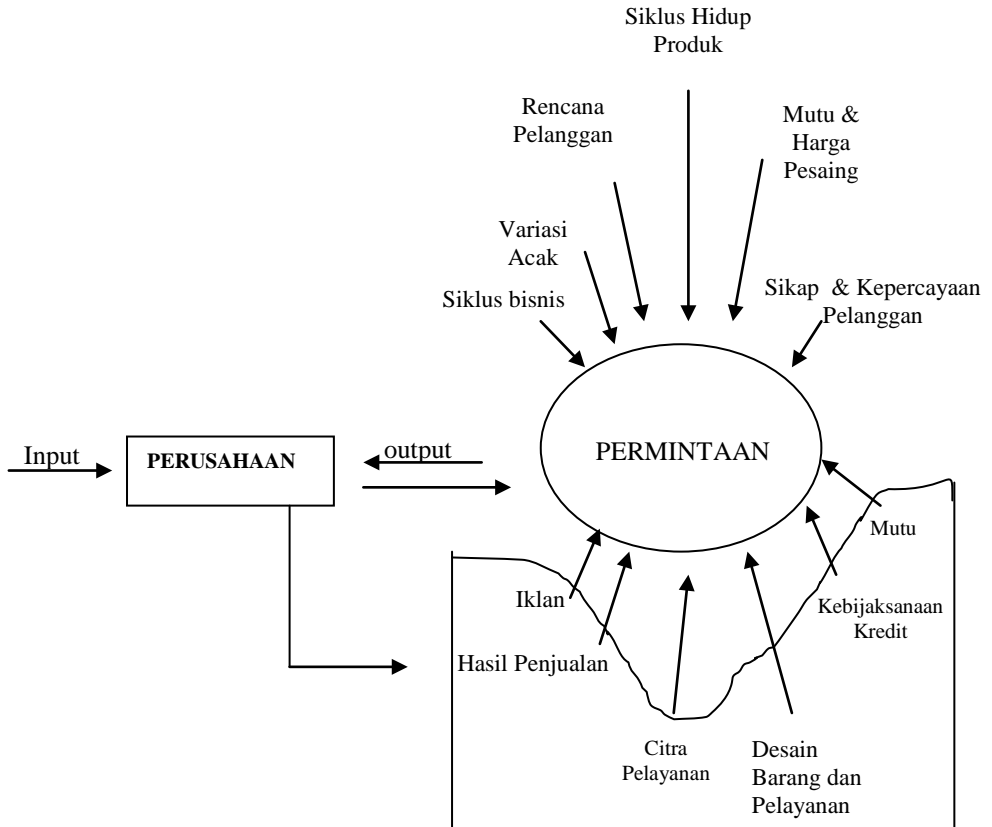 Siklus Hidup
Produk
Rencana
Pelanggan
Mutu &
Harga
Pesaing
Variasi
Acak
Siklus bisnis
Sikap & Kepercayaan
Pelanggan
Input
PERUSAHAAN
output
PERMINTAAN
Mutu
Iklan
Kebijaksanaan
Kredit
Hasil Penjualan
Citra
Pelayanan
Desain
Barang dan
Pelayanan